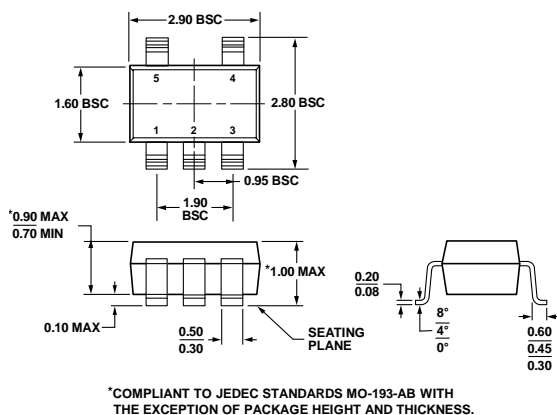 2.90 BSC
5 4
1.60 BSC
2.80 BSC
1 2 3
0.95 BSC
1.90
BSC
*0.90 MAX
0.70 MIN
*1.00 MAX
0.10 MAX
0.50
0.30
SEATING
PLANE
0.20
0.08
8°
4°
0°
0.60
0.45
0.30
*COMPLIANT TO JEDEC STANDARDS MO-193-AB WITH
THE EXCEPTION OF PACKAGE HEIGHT AND THICKNESS.